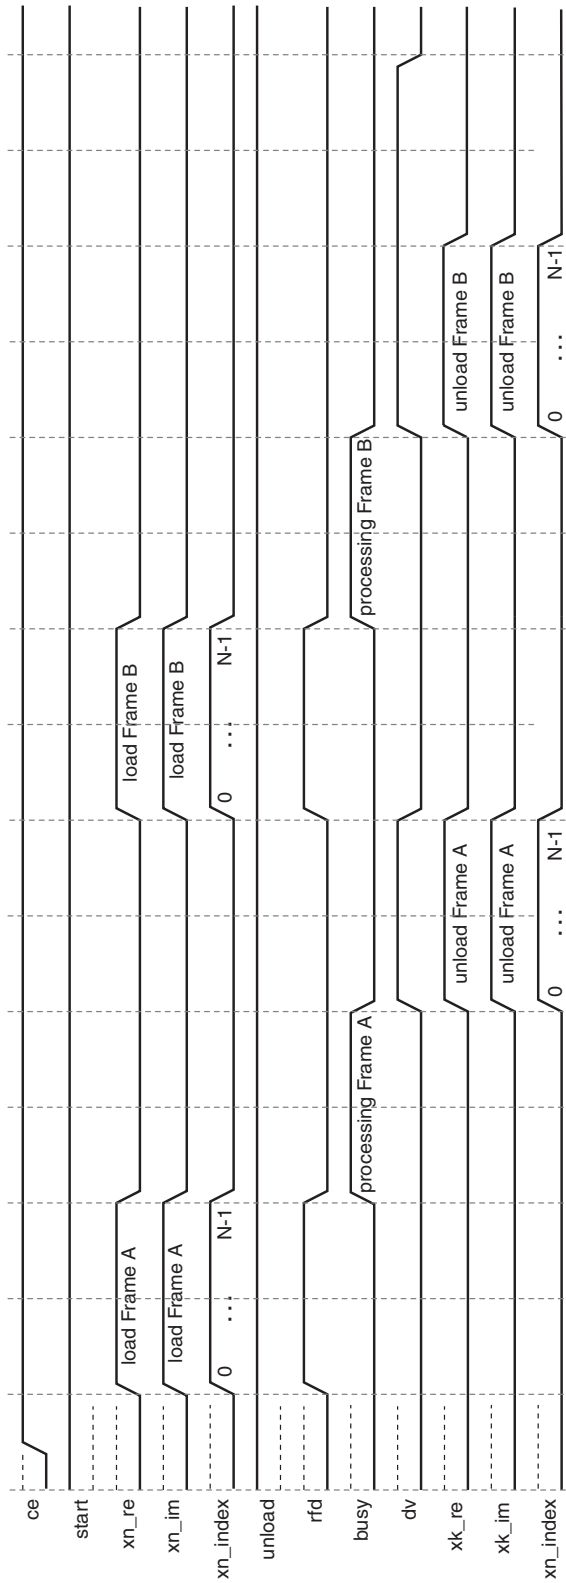 ce
start
xn_re load Frame A load Frame B
xn_im load Frame A load Frame B
xn_index 0 ... N-1 0 ... N-1
unload
rfd
busy processing Frame A processing Frame B
dv
xk_re unload Frame A unload Frame B
xk_im unload Frame A unload Frame B
xn_index 0 ... N-1 0 ... N-1